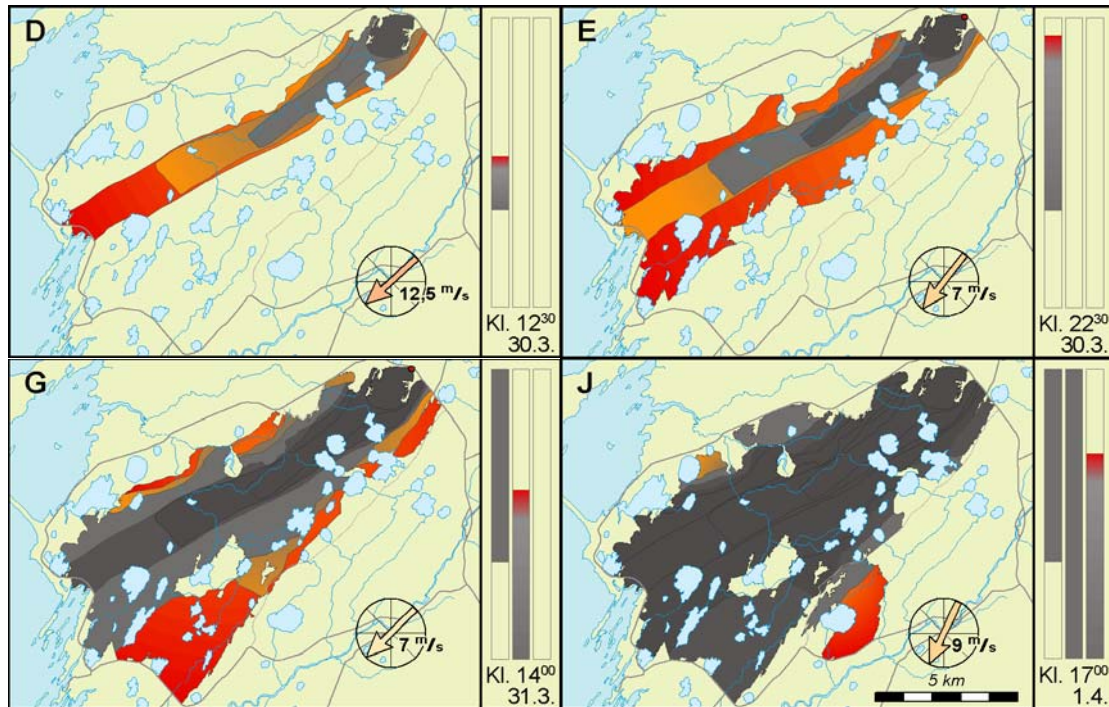 D
12,5 m/s
Kl. 12³⁰
30.3.
E
7 m/s
Kl. 22³⁰
30.3.
G
7 m/s
Kl. 14⁰⁰
31.3.
J
9 m/s
5 km
Kl. 17⁰⁰
1.4.